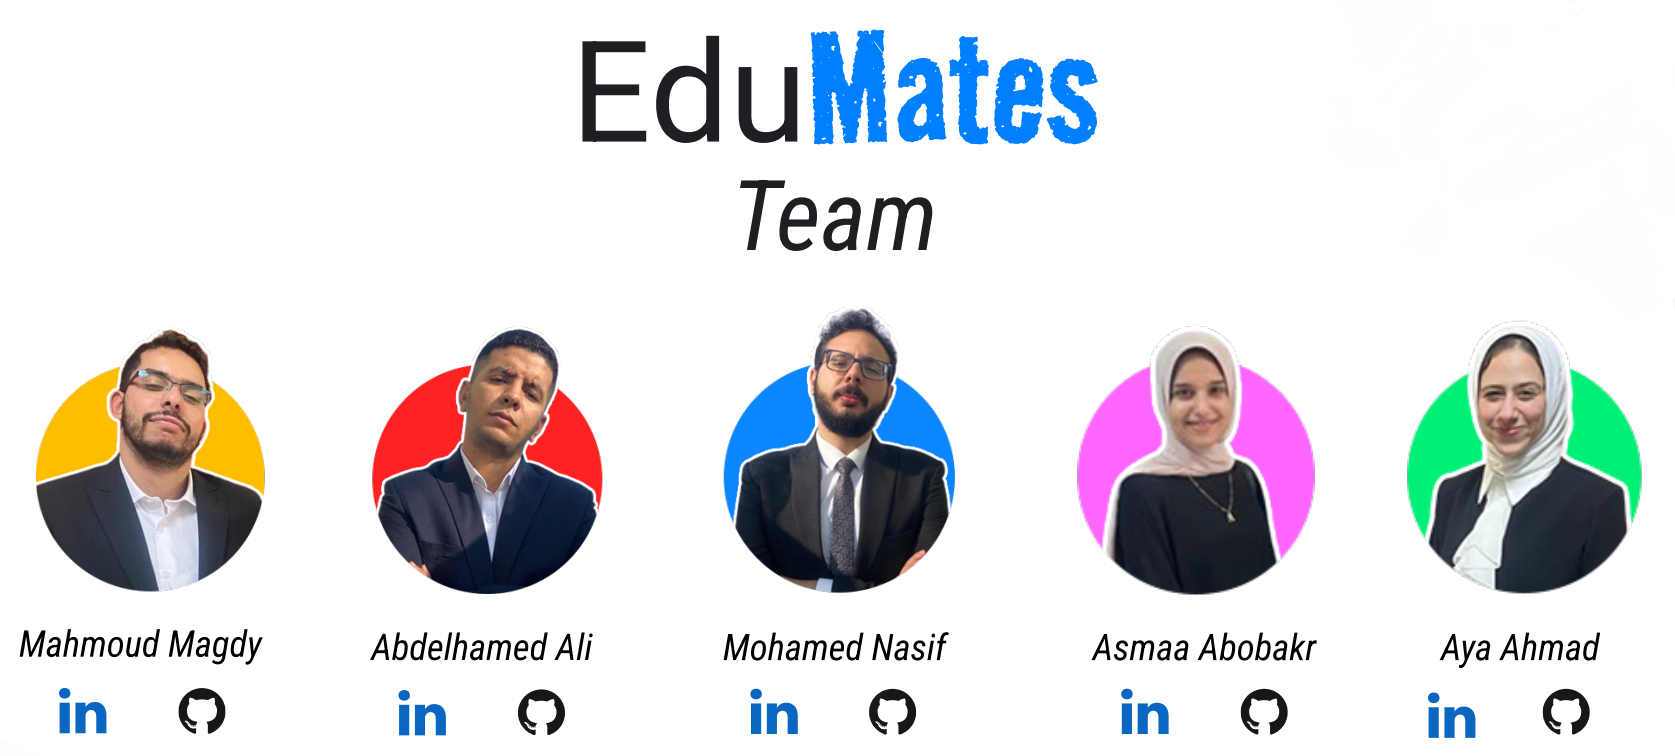 EduMates
Team
Mahmoud Magdy
Abdelhamed Ali
Mohamed Nasif
Asmaa Abobakr
Aya Ahmad
in
in
in
in
in